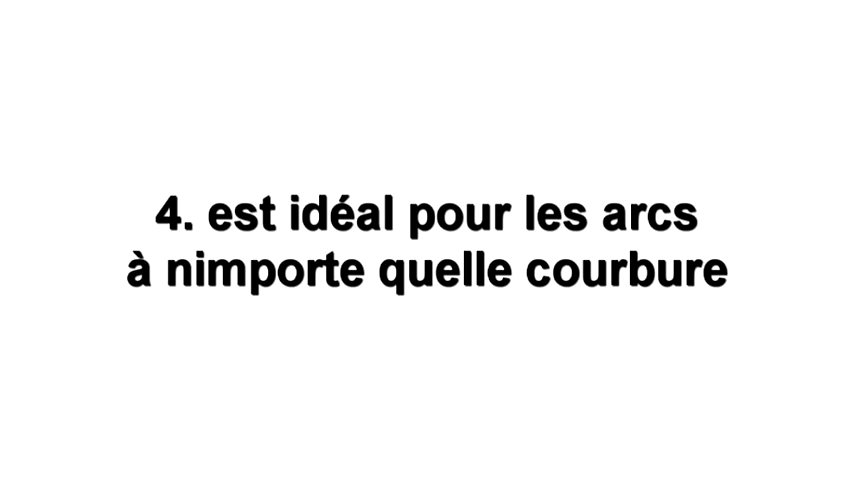 4. est idéal pour les arcs
à nimporte quelle courbure